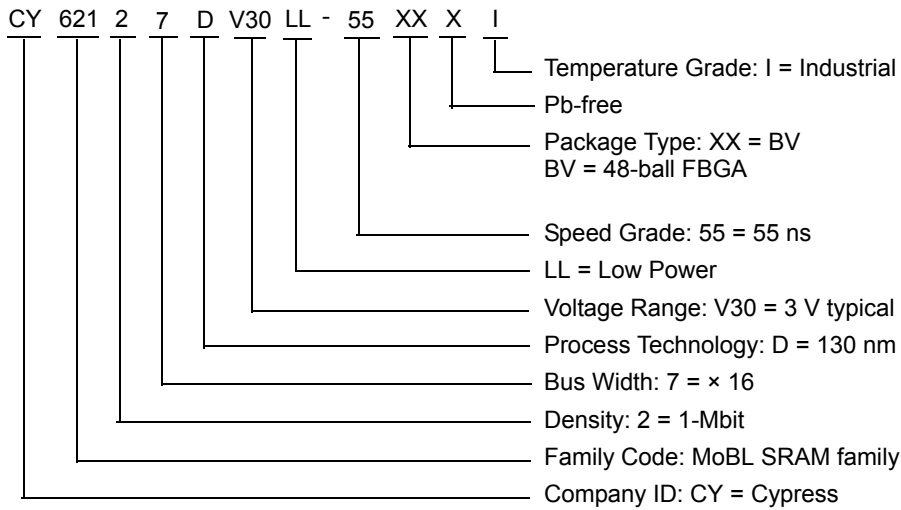 CY 621 2 7 D V30 LL - 55 XX X I
Temperature Grade: I = Industrial
Pb-free
Package Type: XX = BV
BV = 48-ball FBGA
Speed Grade: 55 = 55 ns
LL = Low Power
Voltage Range: V30 = 3 V typical
Process Technology: D = 130 nm
Bus Width: 7 = × 16
Density: 2 = 1-Mbit
Family Code: MoBL SRAM family
Company ID: CY = Cypress